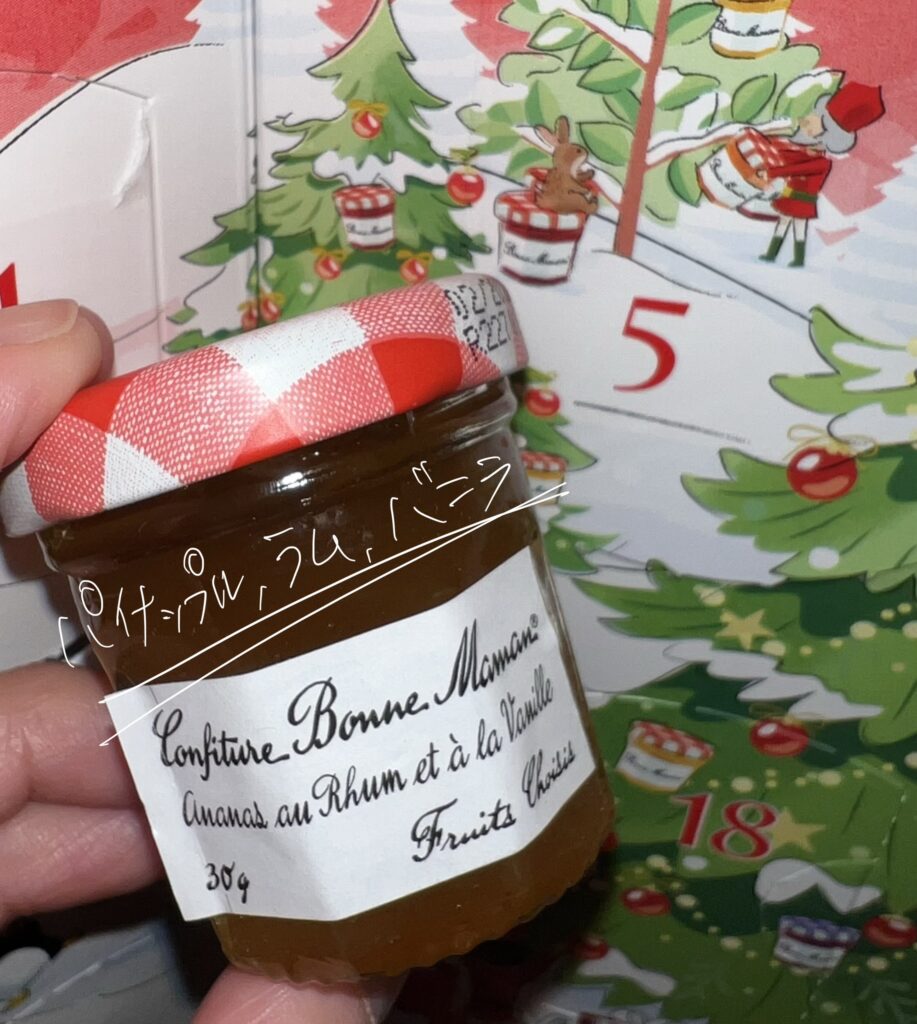 5
パイナップル, ラム, バニラ
Confiture Bonne Maman®
Ananas au Rhum et à la Vanille
Fruits Choisis
30g
18